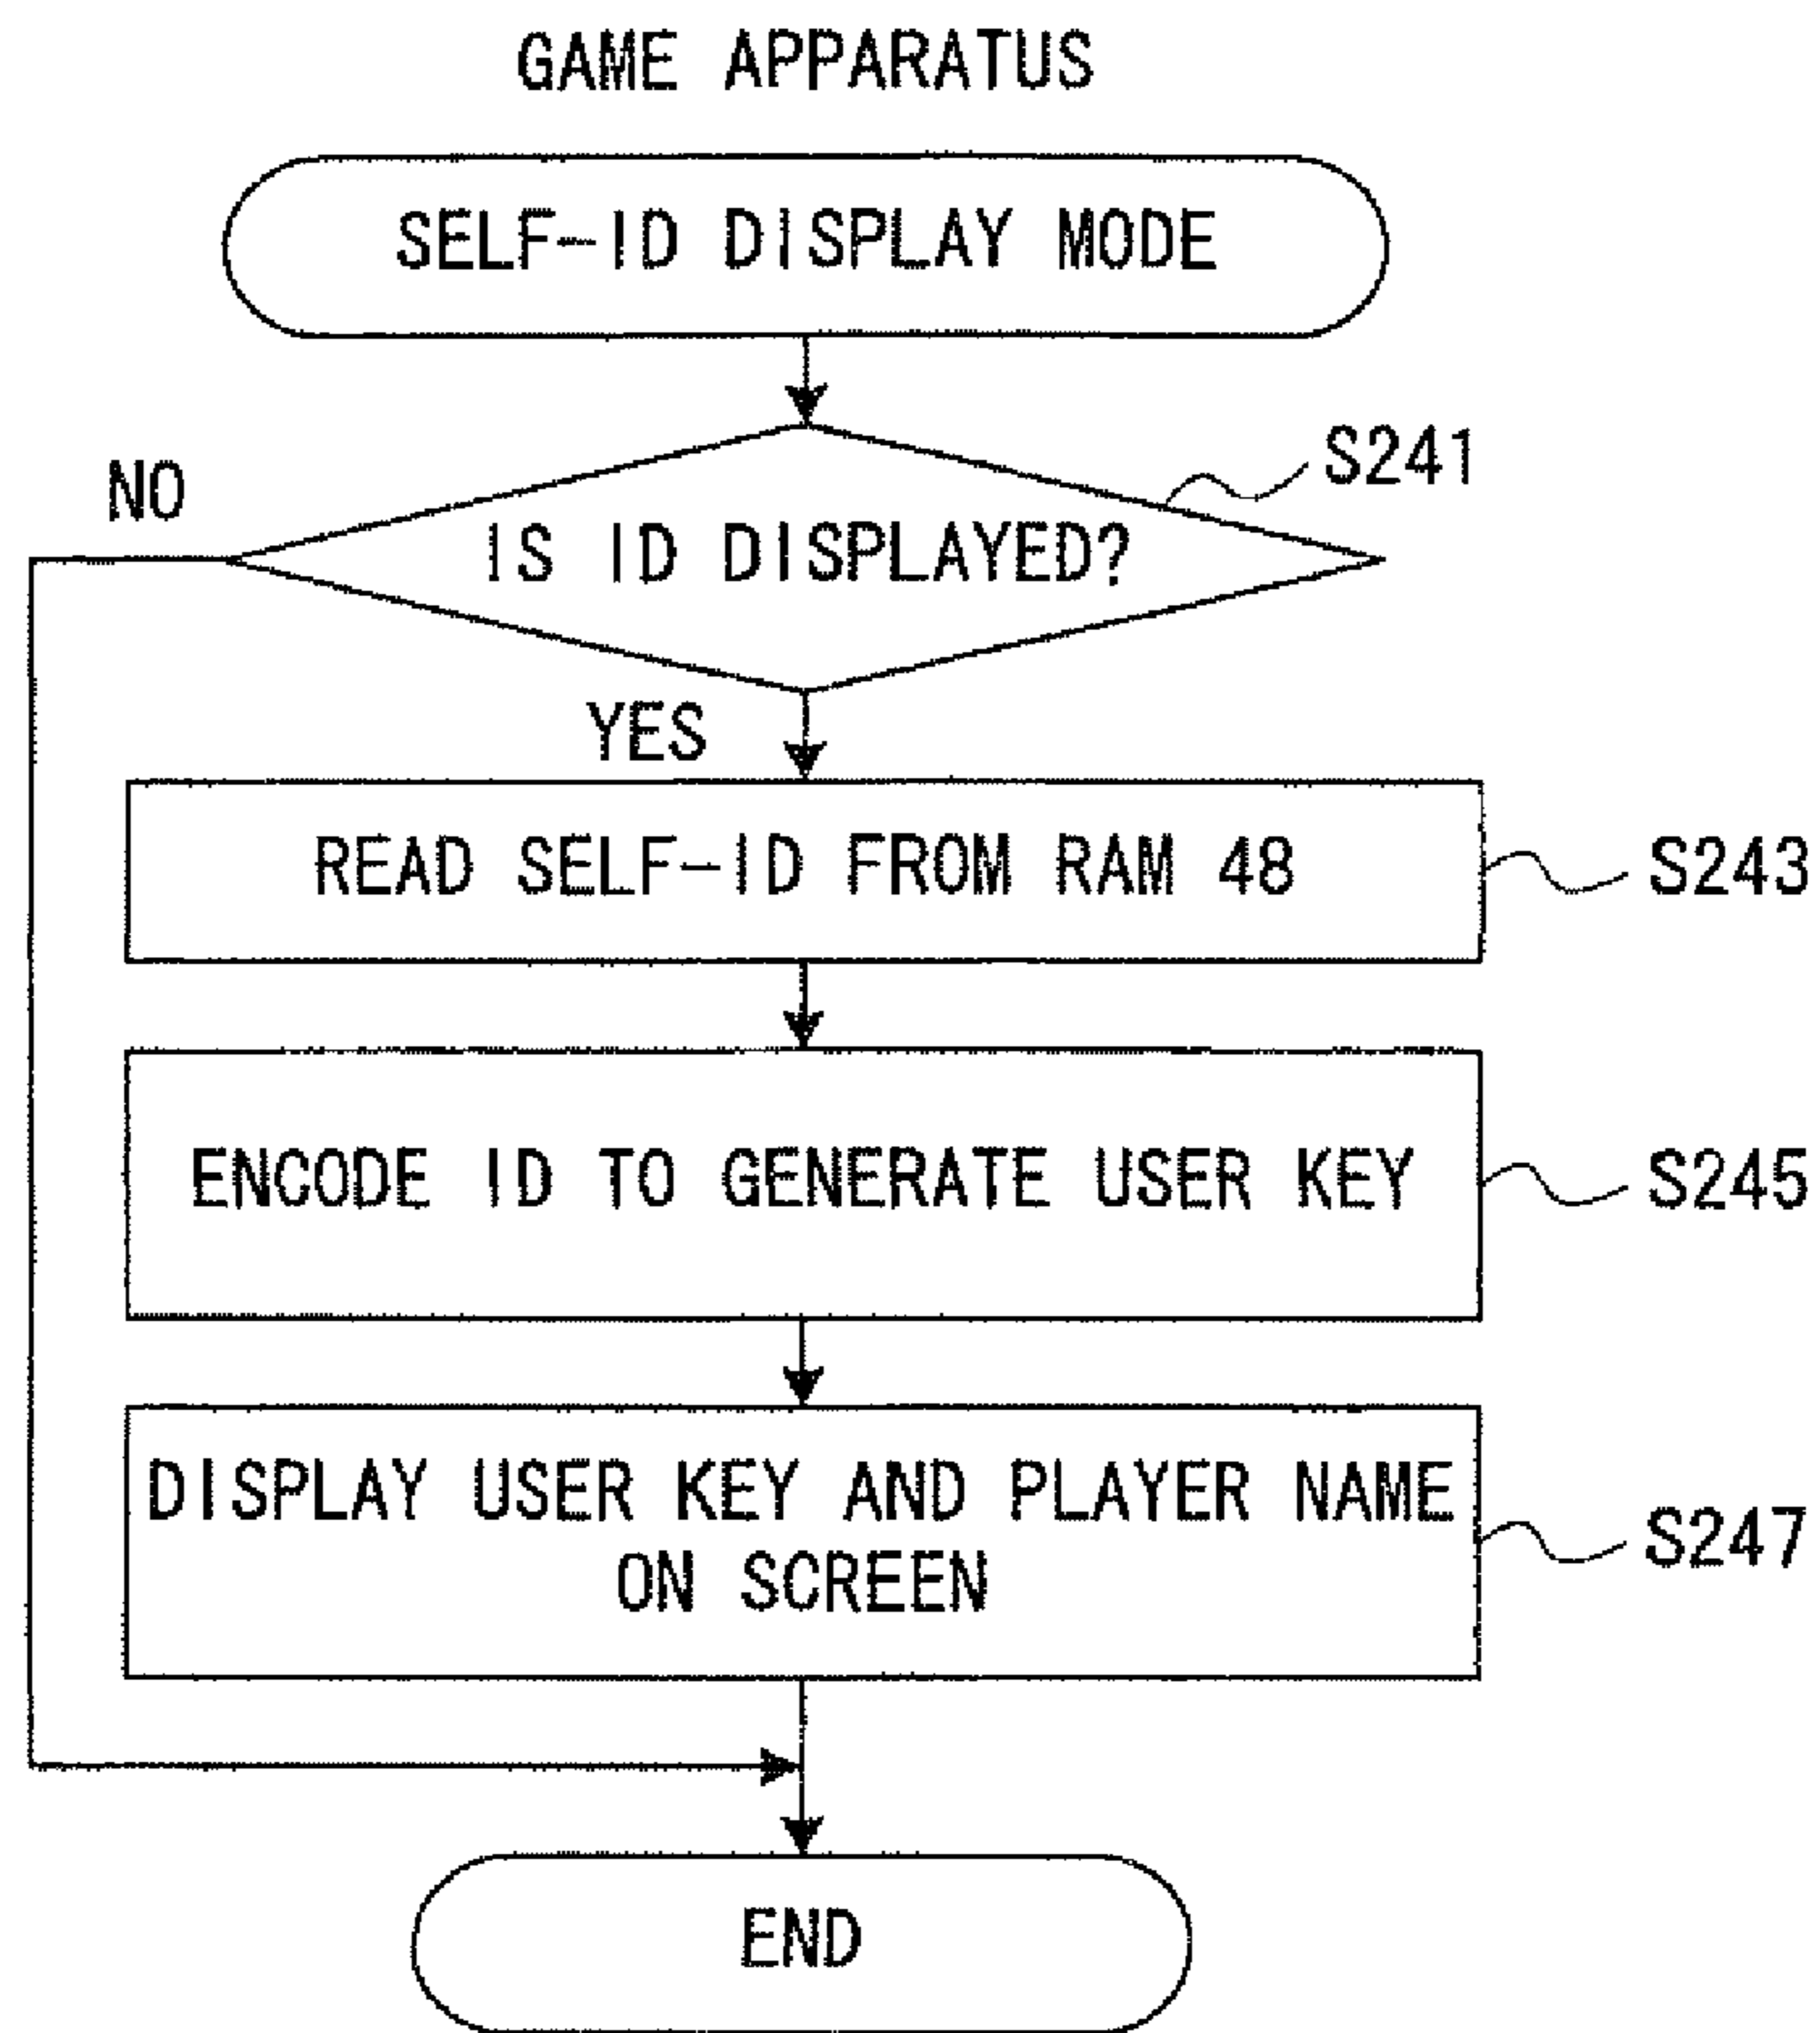 GAME APPARATUS
SELF-ID DISPLAY MODE
S241
NO
IS ID DISPLAYED?
YES
READ SELF-ID FROM RAM 48
S243
ENCODE ID TO GENERATE USER KEY
S245
DISPLAY USER KEY AND PLAYER NAME
ON SCREEN
S247
END